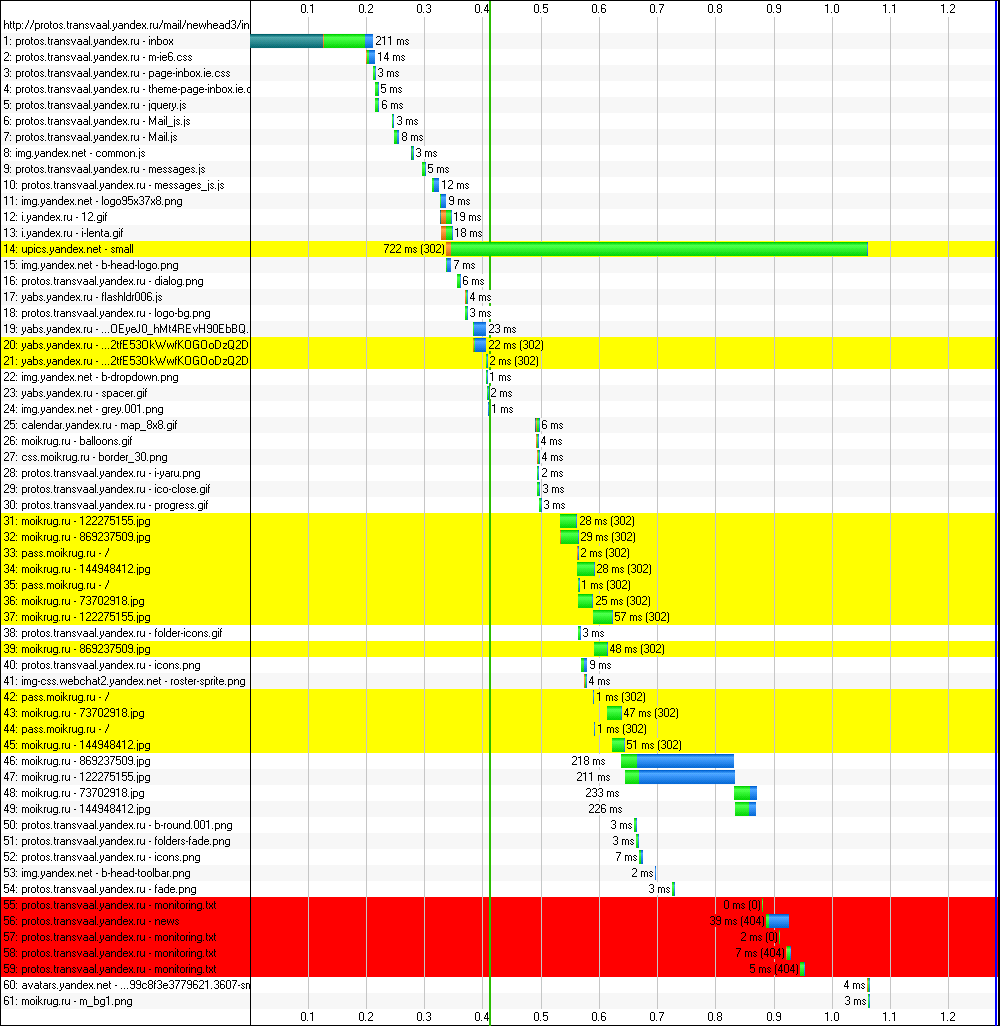 0.1 0.2 0.3 0.4 0.5 0.6 0.7 0.8 0.9 1.0 1.1 1.2
http://protos.transvaal.yandex.ru/mail/newhead3/in
1: protos.transvaal.yandex.ru - inbox 211 ms
2: protos.transvaal.yandex.ru - m-ie6.css 14 ms
3: protos.transvaal.yandex.ru - page-inbox.ie.css 3 ms
4: protos.transvaal.yandex.ru - theme-page-inbox.ie.c 5 ms
5: protos.transvaal.yandex.ru - jquery.js 6 ms
6: protos.transvaal.yandex.ru - Mail_js.js 3 ms
7: protos.transvaal.yandex.ru - Mail.js 8 ms
8: img.yandex.net - common.js 3 ms
9: protos.transvaal.yandex.ru - messages.js 5 ms
10: protos.transvaal.yandex.ru - messages_js.js 12 ms
11: img.yandex.net - logo95x37x8.png 9 ms
12: i.yandex.ru - 12.gif 19 ms
13: i.yandex.ru - i-lenta.gif 18 ms
14: upics.yandex.net - small 722 ms (302)
15: img.yandex.net - b-head-logo.png 7 ms
16: protos.transvaal.yandex.ru - dialog.png 6 ms
17: yabs.yandex.ru - flashldr006.js 4 ms
18: protos.transvaal.yandex.ru - logo-bg.png 3 ms
19: yabs.yandex.ru - ...OEyeJ0_hMt4REvH90EbBQ. 23 ms
20: yabs.yandex.ru - ...2tfE53OkWwfKOGOoDzQ2D 22 ms (302)
21: yabs.yandex.ru - ...2tfE53OkWwfKOGOoDzQ2D 2 ms (302)
22: img.yandex.net - b-dropdown.png 1 ms
23: yabs.yandex.ru - spacer.gif 2 ms
24: img.yandex.net - grey.001.png 1 ms
25: calendar.yandex.ru - map_8x8.gif 6 ms
26: moikrug.ru - balloons.gif 4 ms
27: css.moikrug.ru - border_30.png 4 ms
28: protos.transvaal.yandex.ru - i-yaru.png 2 ms
29: protos.transvaal.yandex.ru - ico-close.gif 3 ms
30: protos.transvaal.yandex.ru - progress.gif 3 ms
31: moikrug.ru - 122275155.jpg 28 ms (302)
32: moikrug.ru - 869237509.jpg 29 ms (302)
33: pass.moikrug.ru - / 2 ms (302)
34: moikrug.ru - 144948412.jpg 28 ms (302)
35: pass.moikrug.ru - / 1 ms (302)
36: moikrug.ru - 73702918.jpg 25 ms (302)
37: moikrug.ru - 122275155.jpg 57 ms (302)
38: protos.transvaal.yandex.ru - folder-icons.gif 3 ms
39: moikrug.ru - 869237509.jpg 48 ms (302)
40: protos.transvaal.yandex.ru - icons.png 9 ms
41: img-css.webchat2.yandex.net - roster-sprite.png 4 ms
42: pass.moikrug.ru - / 1 ms (302)
43: moikrug.ru - 73702918.jpg 47 ms (302)
44: pass.moikrug.ru - / 1 ms (302)
45: moikrug.ru - 144948412.jpg 51 ms (302)
46: moikrug.ru - 869237509.jpg 218 ms
47: moikrug.ru - 122275155.jpg 211 ms
48: moikrug.ru - 73702918.jpg 233 ms
49: moikrug.ru - 144948412.jpg 226 ms
50: protos.transvaal.yandex.ru - b-round.001.png 3 ms
51: protos.transvaal.yandex.ru - folders-fade.png 3 ms
52: protos.transvaal.yandex.ru - icons.png 7 ms
53: img.yandex.net - b-head-toolbar.png 2 ms
54: protos.transvaal.yandex.ru - fade.png 3 ms
55: protos.transvaal.yandex.ru - monitoring.txt 0 ms (0)
56: protos.transvaal.yandex.ru - news 39 ms (404)
57: protos.transvaal.yandex.ru - monitoring.txt 2 ms (0)
58: protos.transvaal.yandex.ru - monitoring.txt 7 ms (404)
59: protos.transvaal.yandex.ru - monitoring.txt 5 ms (404)
60: avatars.yandex.net - ...99c8f3e3779621.3607-sm 4 ms
61: moikrug.ru - m_bg1.png 3 ms
0.1 0.2 0.3 0.4 0.5 0.6 0.7 0.8 0.9 1.0 1.1 1.2